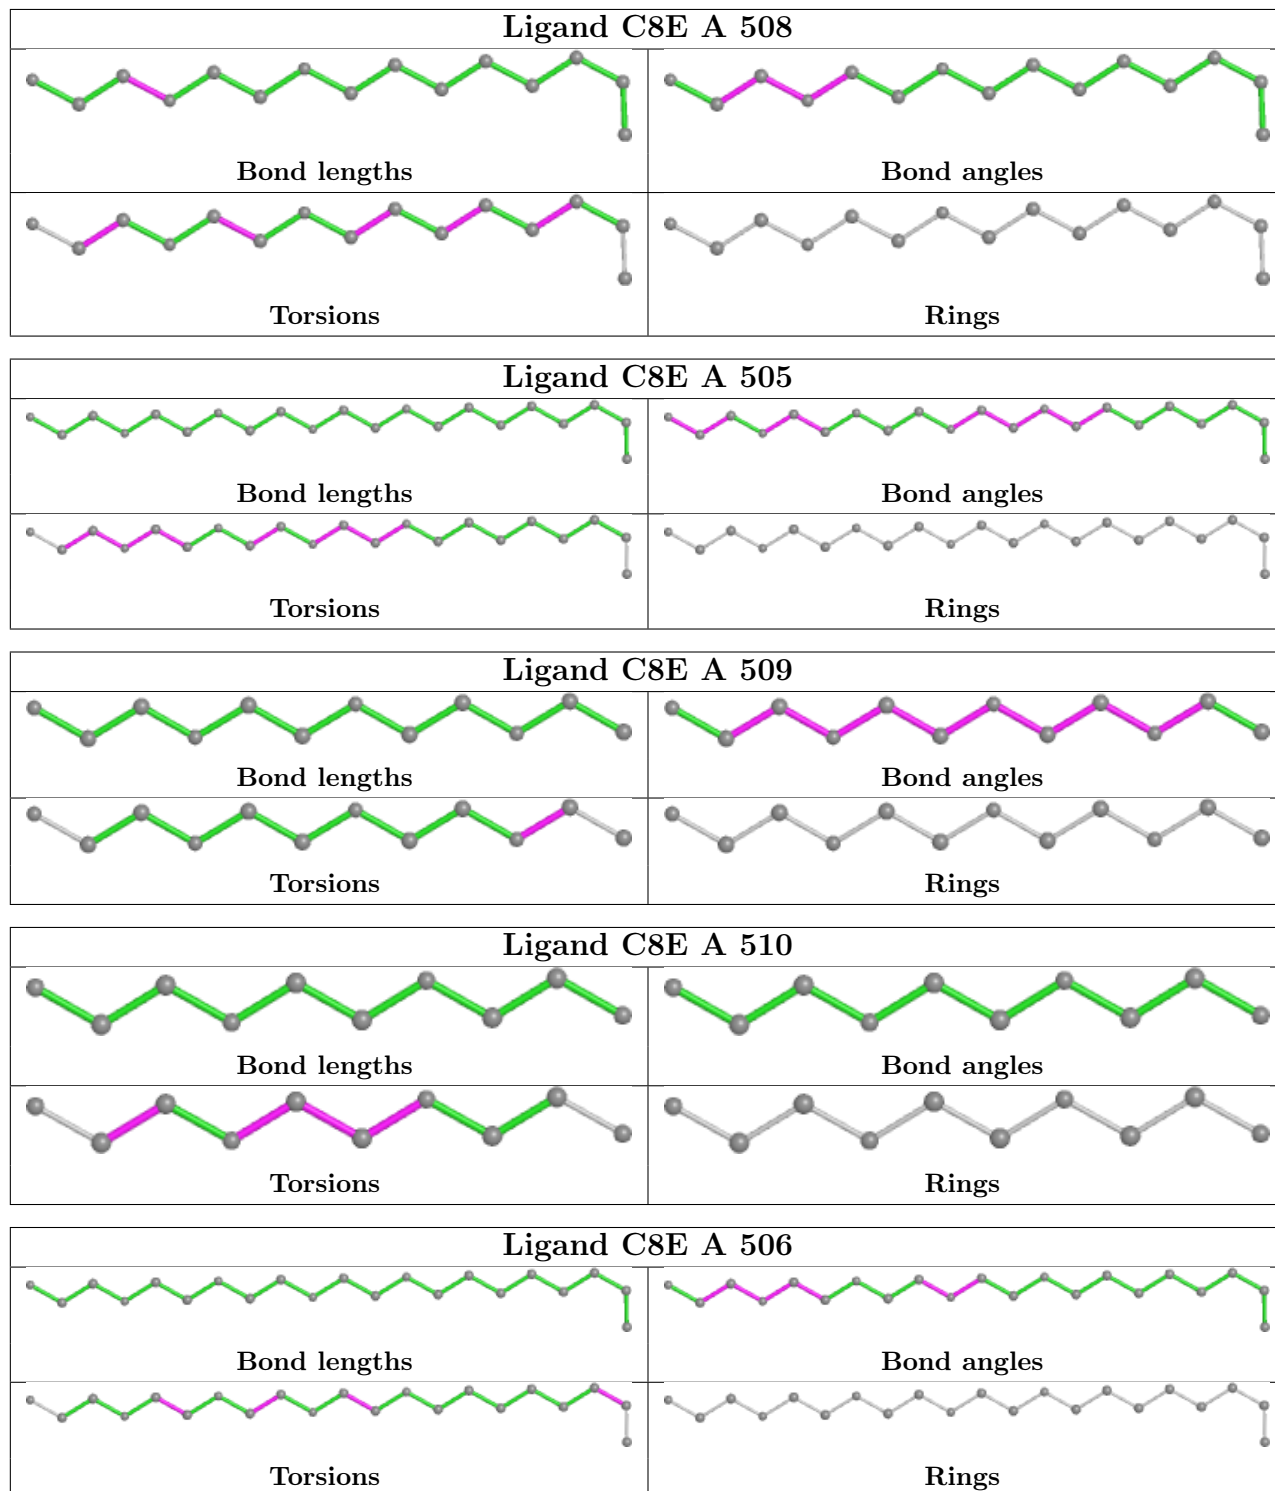 Ligand C8E A 508
Bond lengths
Bond angles
Torsions
Rings
Ligand C8E A 505
Bond lengths
Bond angles
Torsions
Rings
Ligand C8E A 509
Bond lengths
Bond angles
Torsions
Rings
Ligand C8E A 510
Bond lengths
Bond angles
Torsions
Rings
Ligand C8E A 506
Bond lengths
Bond angles
Torsions
Rings